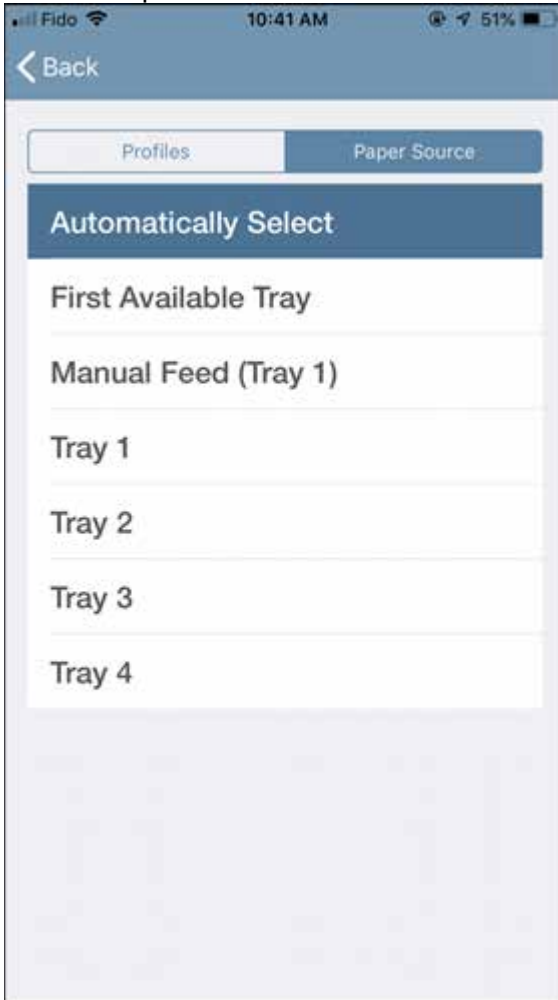 Fido 10:41 AM 51%
Back
Profiles Paper Source
Automatically Select
First Available Tray
Manual Feed (Tray 1)
Tray 1
Tray 2
Tray 3
Tray 4